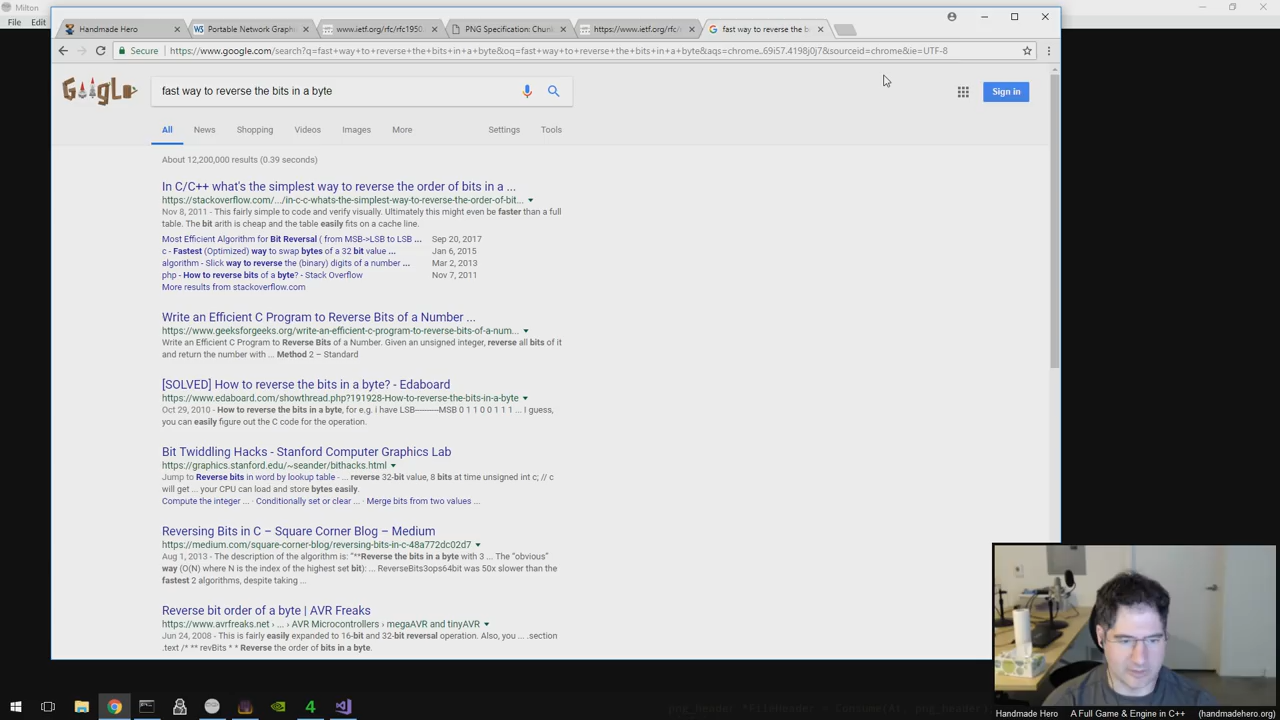 Milton
File Edit
Handmade Hero
Portable Network Graphi
www.ietf.org/rfc/rfc1950
PNG Specification: Chunk
https://www.ietf.org/rfc/
fast way to reverse the b
Secure
https://www.google.com/search?q=fast+way+to+reverse+the+bits+in+a+byte&oq=fast+way+to+reverse+the+bits+in+a+byte&aqs=chrome..69i57.4198j0j7&sourceid=chrome&ie=UTF-8
fast way to reverse the bits in a byte
Sign in
All News Shopping Videos Images More Settings Tools
About 12,200,000 results (0.39 seconds)
In C/C++ what's the simplest way to reverse the order of bits in a ...
https://stackoverflow.com/.../in-c-c-whats-the-simplest-way-to-reverse-the-order-of-bit...
Nov 8, 2011 - This fairly simple to code and verify visually. Ultimately this might even be faster than a full
table. The bit arith is cheap and the table easily fits on a cache line.
Most Efficient Algorithm for Bit Reversal ( from MSB->LSB to LSB ... Sep 20, 2017
c - Fastest (Optimized) way to swap bytes of a 32 bit value ... Jan 6, 2015
algorithm - Slick way to reverse the (binary) digits of a number ... Mar 2, 2013
php - How to reverse bits of a byte? - Stack Overflow Nov 7, 2011
More results from stackoverflow.com
Write an Efficient C Program to Reverse Bits of a Number ...
https://www.geeksforgeeks.org/write-an-efficient-c-program-to-reverse-bits-of-a-num...
Write an Efficient C Program to Reverse Bits of a Number. Given an unsigned integer, reverse all bits of it
and return the number with ... Method 2 – Standard
[SOLVED] How to reverse the bits in a byte? - Edaboard
https://www.edaboard.com/showthread.php?191928-How-to-reverse-the-bits-in-a-byte
Oct 29, 2010 - How to reverse the bits in a byte, for e.g. i have LSB---------MSB 0 1 1 0 0 1 1 1 ... I guess,
you can easily figure out the C code for the operation.
Bit Twiddling Hacks - Stanford Computer Graphics Lab
https://graphics.stanford.edu/~seander/bithacks.html
Jump to Reverse bits in word by lookup table - ... reverse 32-bit value, 8 bits at time unsigned int c; // c
will get ... your CPU can load and store bytes easily.
Compute the integer ... · Conditionally set or clear ... · Merge bits from two values ...
Reversing Bits in C – Square Corner Blog – Medium
https://medium.com/square-corner-blog/reversing-bits-in-c-48a772dc02d7
Aug 1, 2013 - The description of the algorithm is: "**Reverse the bits in a byte with 3 ... The "obvious"
way (O(N) where N is the index of the highest set bit): ... ReverseBits3ops64bit was 50x slower than the
fastest 2 algorithms, despite taking ...
Reverse bit order of a byte | AVR Freaks
https://www.avrfreaks.net › ... › AVR Microcontrollers › megaAVR and tinyAVR
Jun 24, 2008 - This is fairly easily expanded to 16-bit and 32-bit reversal operation. Also, you ... .section
.text /* ** revBits * * Reverse the order of bits in a byte.
Handmade Hero A Full Game & Engine in C++ (handmadehero.org)